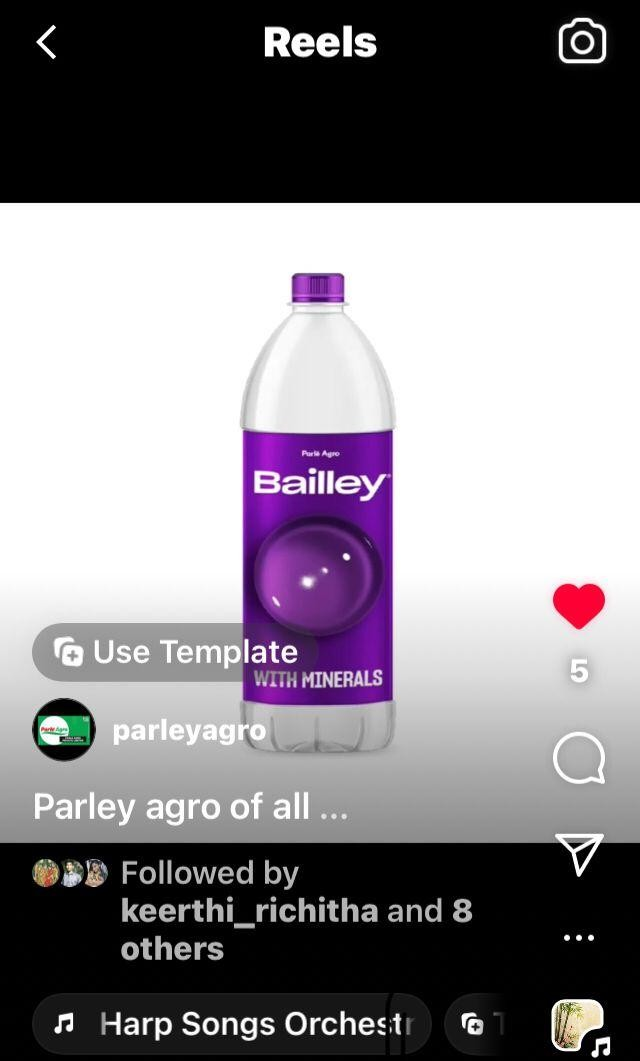 Reels
Parle Agro
Bailley
Use Template
WITH MINERALS
5
parleyagro
Parley agro of all ...
Followed by
keerthi_richitha and 8
others
Harp Songs Orchestr